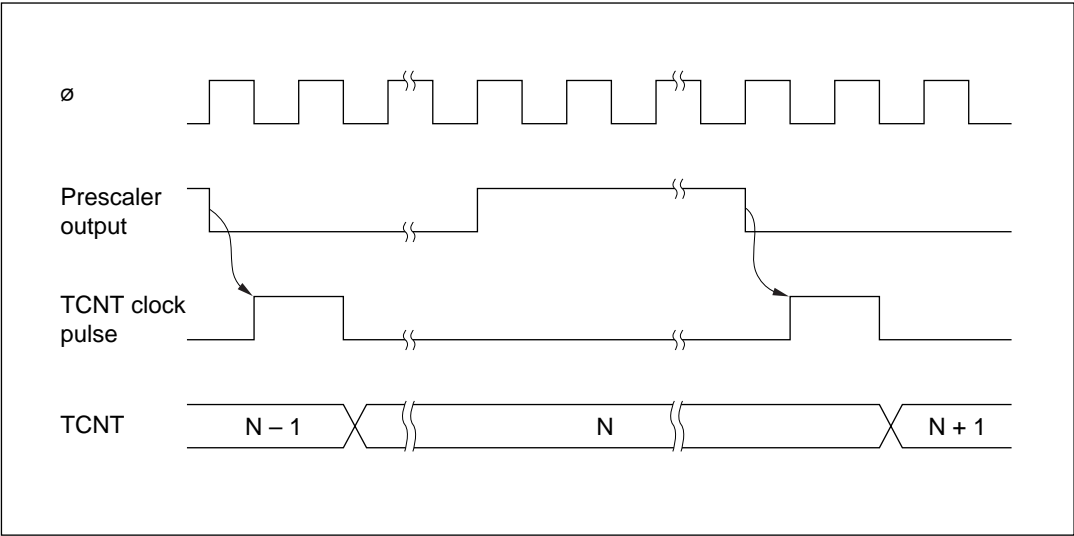 ø
Prescaler
output
TCNT clock
pulse
TCNT
N – 1
N
N + 1